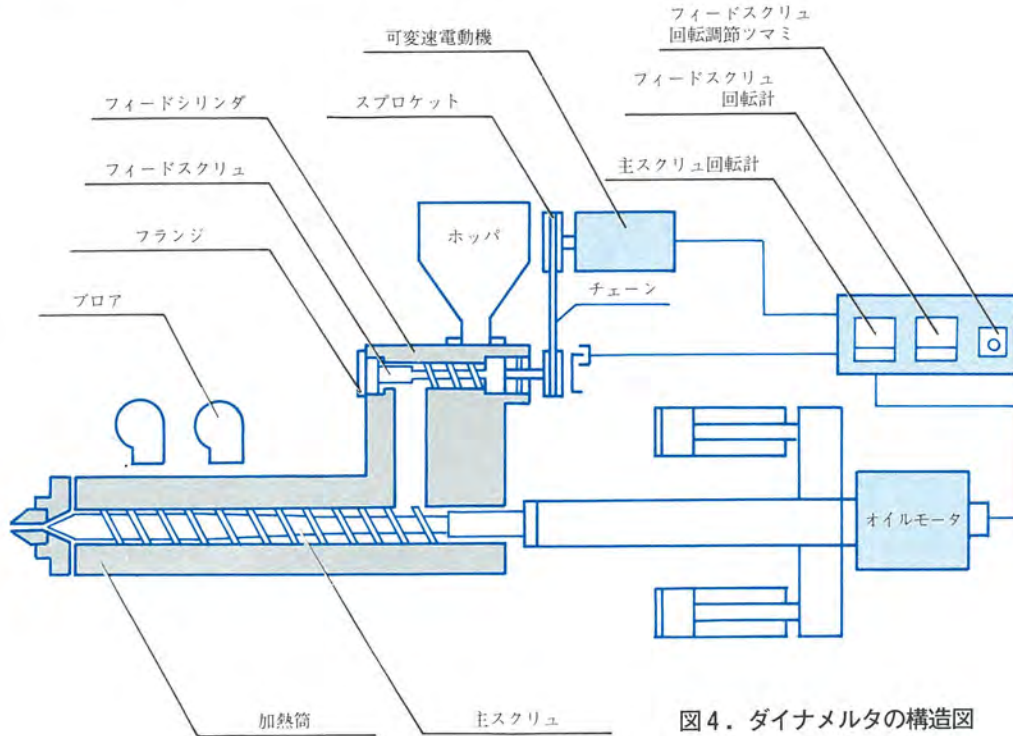 フィードスクリュ
回転調節ツマミ
可変速電動機
フィードスクリュ
回転計
フィードシリンダ
スプロケット
主スクリュ回転計
フィードスクリュ
フランジ
ホッパ
ブロア
チェーン
オイルモータ
加熱筒
主スクリュ
図4．ダイナメルタの構造図